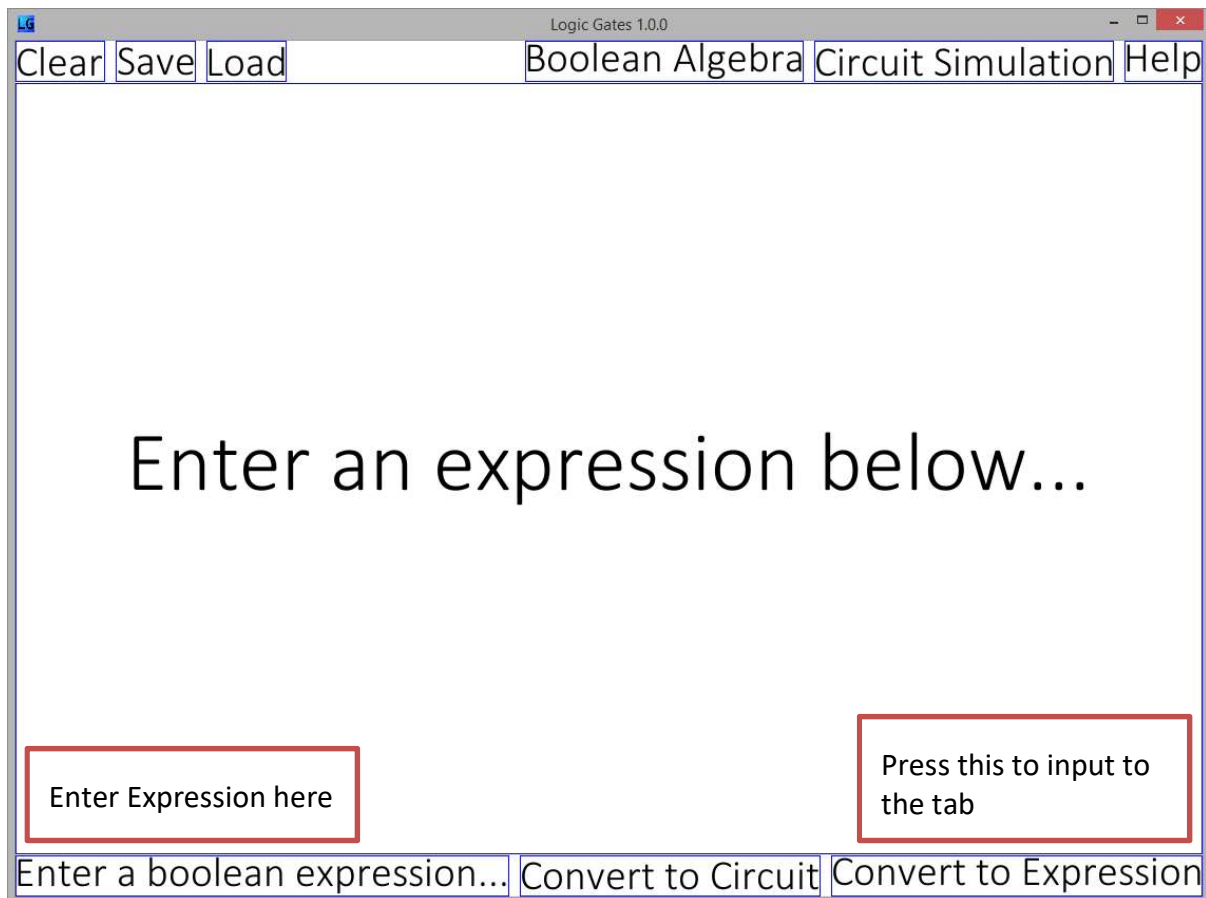 LG Logic Gates 1.0.0
Clear Save Load Boolean Algebra Circuit Simulation Help
Enter an expression below...
Press this to input to
the tab
Enter Expression here
Enter a boolean expression... Convert to Circuit Convert to Expression